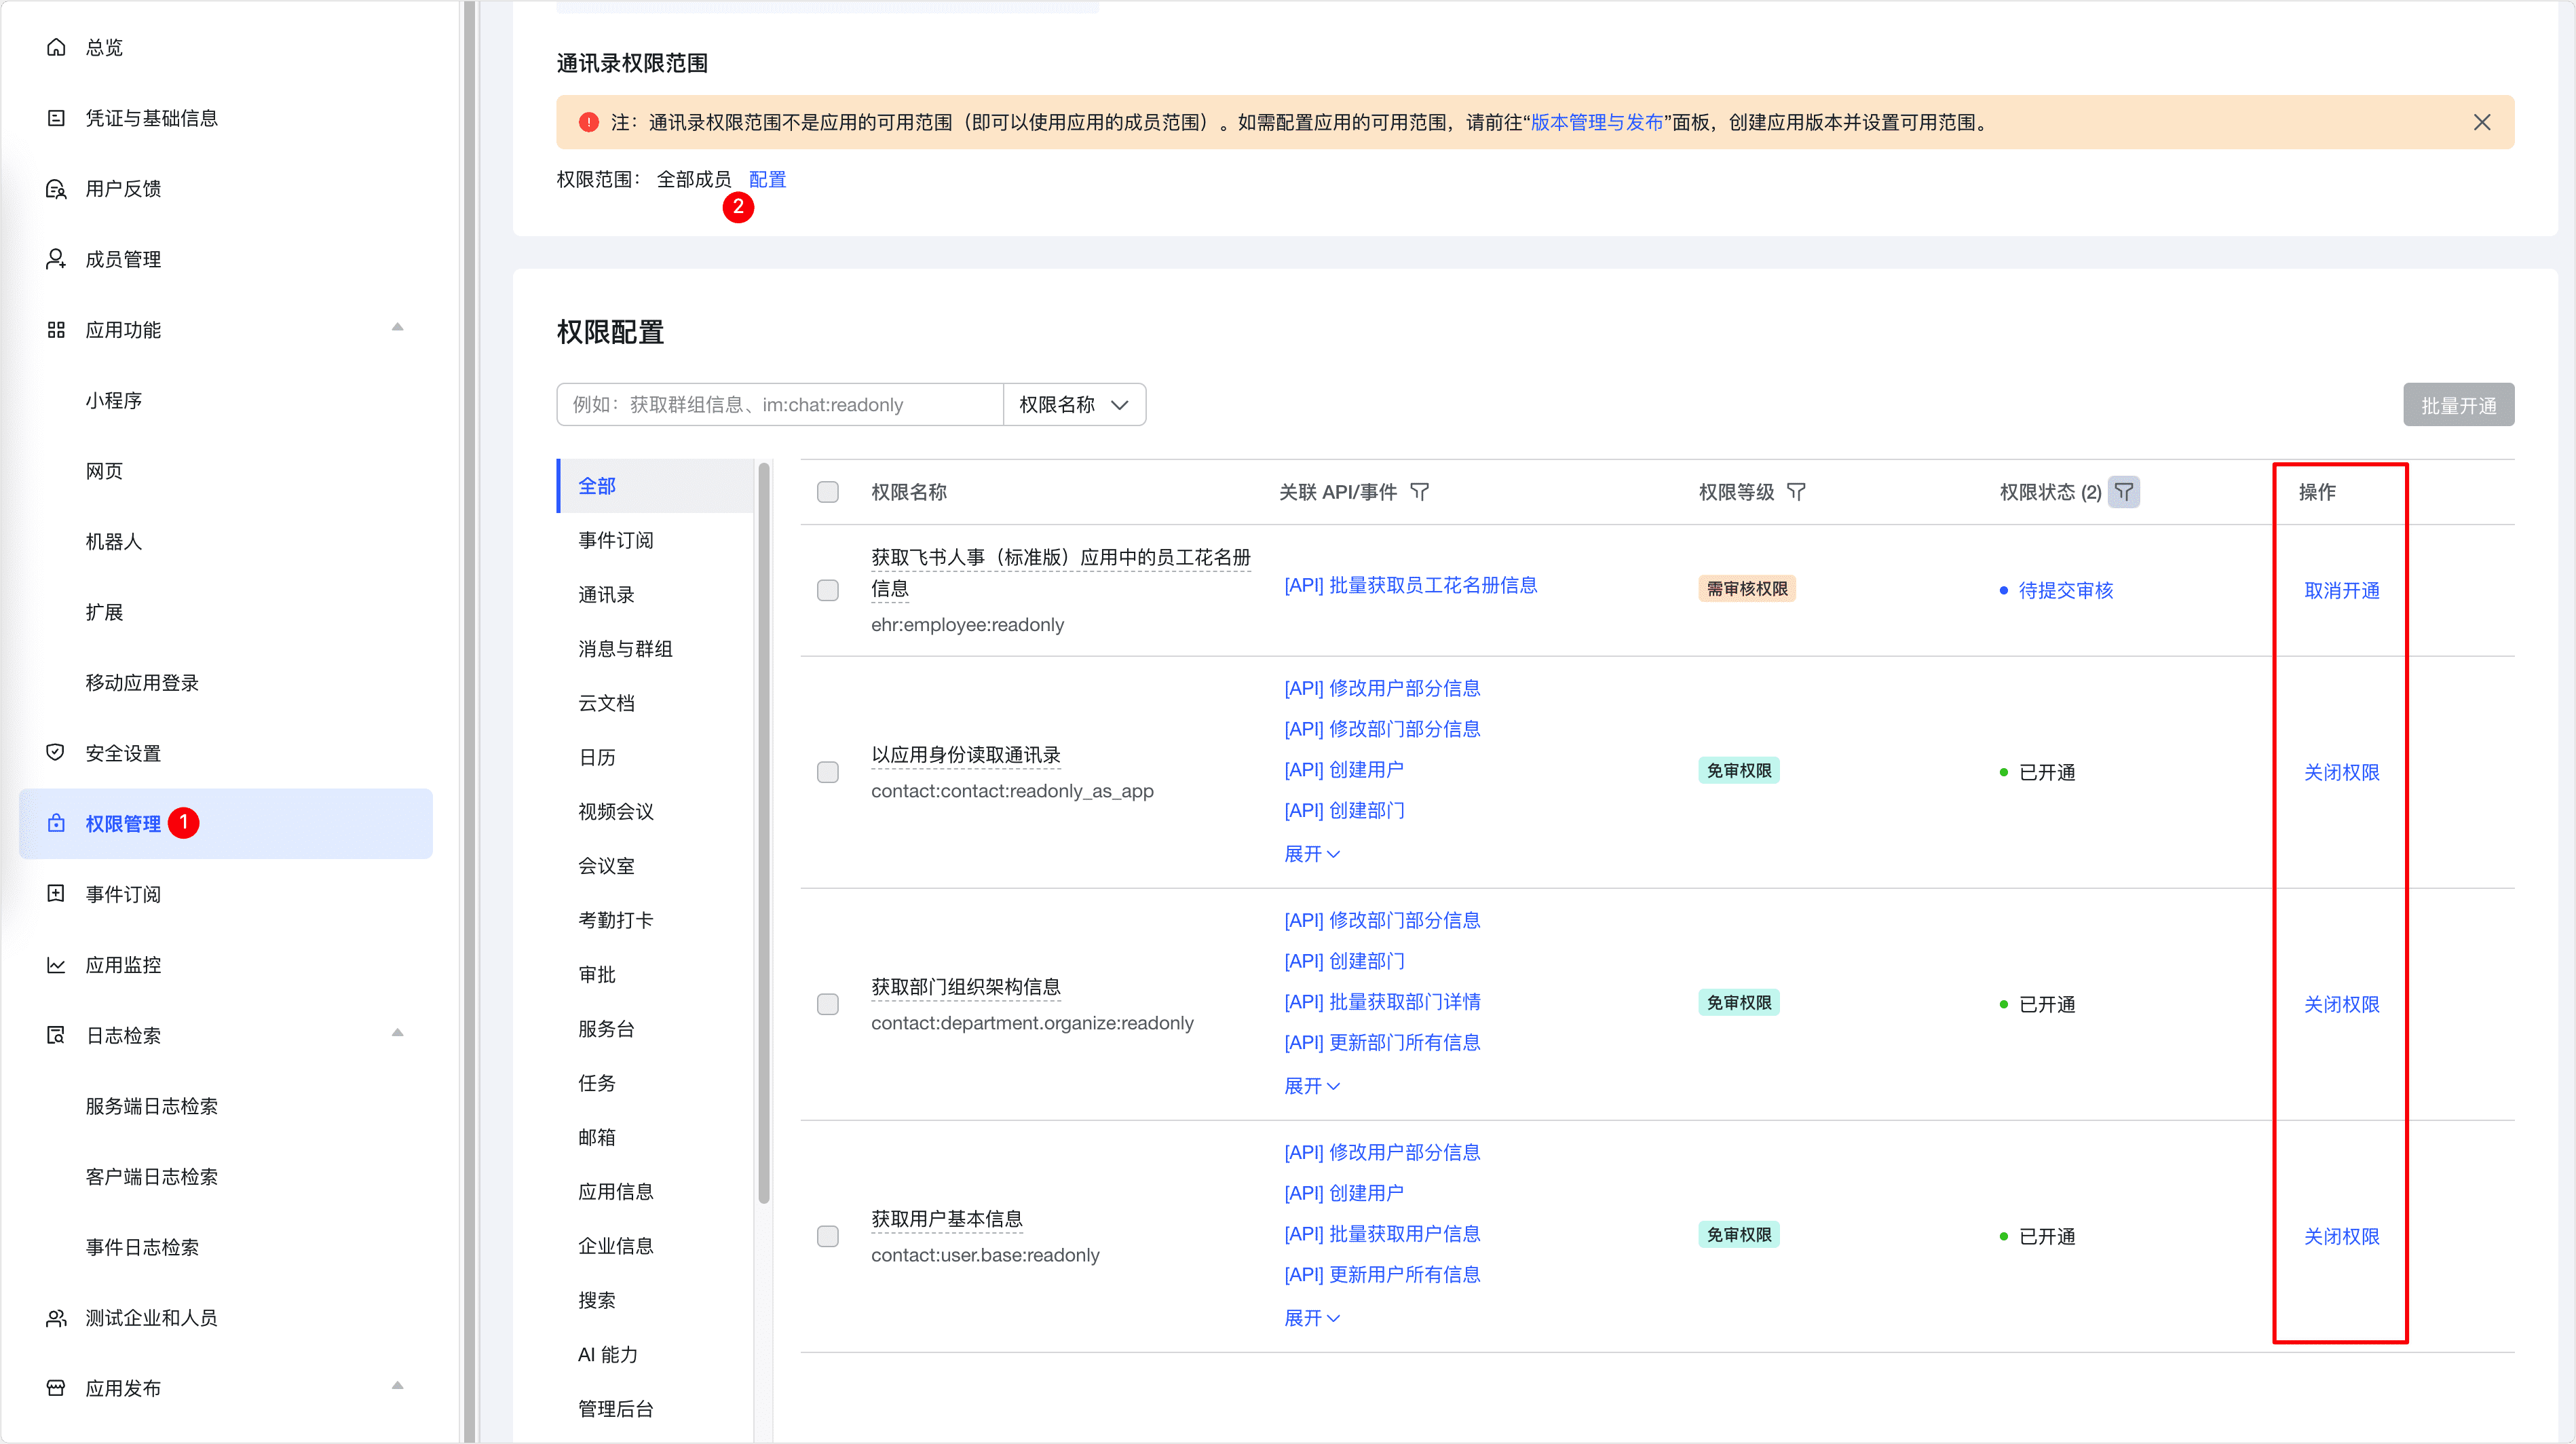 总览
凭证与基础信息
用户反馈
成员管理
应用功能
小程序
网页
机器人
扩展
移动应用登录
安全设置
权限管理 1
事件订阅
应用监控
日志检索
服务端日志检索
客户端日志检索
事件日志检索
测试企业和人员
应用发布
通讯录权限范围
注：通讯录权限范围不是应用的可用范围（即可以使用应用的成员范围）。如需配置应用的可用范围，请前往“版本管理与发布”面板，创建应用版本并设置可用范围。
权限范围： 全部成员 配置
2
权限配置
例如：获取群组信息、im:chat:readonly 权限名称
批量开通
全部
事件订阅
通讯录
消息与群组
云文档
日历
视频会议
会议室
考勤打卡
审批
服务台
任务
邮箱
应用信息
企业信息
搜索
AI 能力
管理后台
权限名称 关联 API/事件 权限等级 权限状态 (2) 操作
获取飞书人事（标准版）应用中的员工花名册
信息
ehr:employee:readonly
[API] 批量获取员工花名册信息
需审核权限
待提交审核
取消开通
以应用身份读取通讯录
contact:contact:readonly_as_app
[API] 修改用户部分信息
[API] 修改部门部分信息
[API] 创建用户
[API] 创建部门
展开
免审权限
已开通
关闭权限
获取部门组织架构信息
contact:department.organize:readonly
[API] 修改部门部分信息
[API] 创建部门
[API] 批量获取部门详情
[API] 更新部门所有信息
展开
免审权限
已开通
关闭权限
获取用户基本信息
contact:user.base:readonly
[API] 修改用户部分信息
[API] 创建用户
[API] 批量获取用户信息
[API] 更新用户所有信息
展开
免审权限
已开通
关闭权限